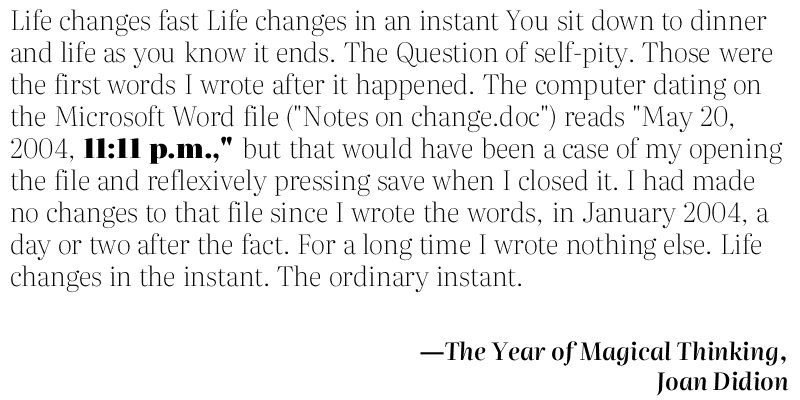 Life changes fast Life changes in an instant You sit down to dinner
and life as you know it ends. The Question of self-pity. Those were
the first words I wrote after it happened. The computer dating on
the Microsoft Word file ("Notes on change.doc") reads "May 20,
2004, 11:11 p.m.," but that would have been a case of my opening
the file and reflexively pressing save when I closed it. I had made
no changes to that file since I wrote the words, in January 2004, a
day or two after the fact. For a long time I wrote nothing else. Life
changes in the instant. The ordinary instant.
—The Year of Magical Thinking,
Joan Didion